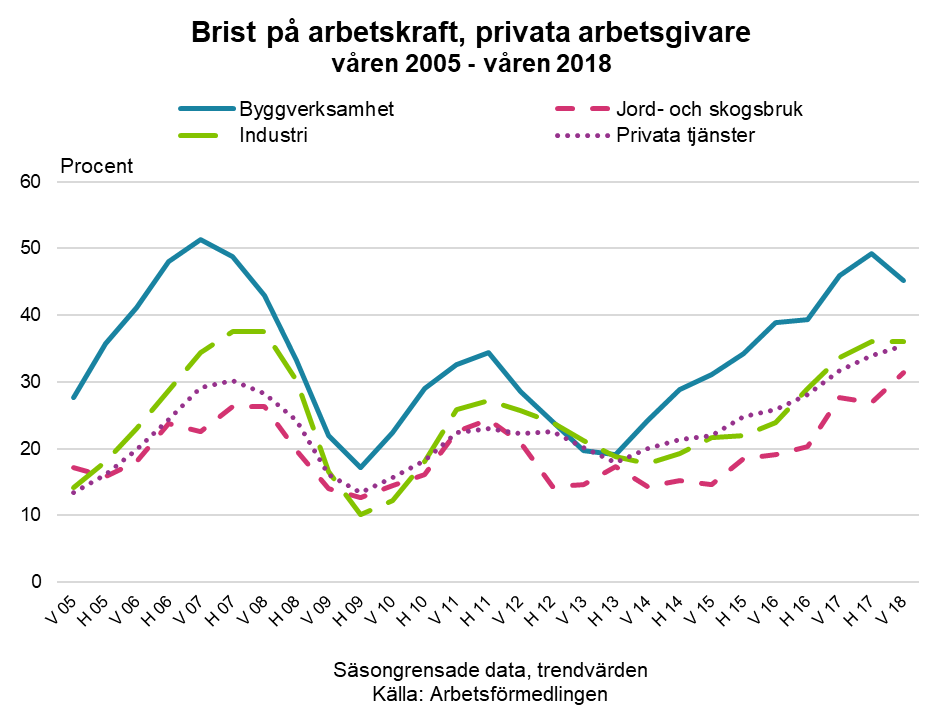 Brist på arbetskraft, privata arbetsgivare
våren 2005 - våren 2018
Byggverksamhet
Jord- och skogsbruk
Industri
Privata tjänster
Procent
60
50
40
30
20
10
0
V 05
H 05
V 06
H 06
V 07
H 07
V 08
H 08
V 09
H 09
V 10
H 10
V 11
H 11
V 12
H 12
V 13
H 13
V 14
H 14
V 15
H 15
V 16
H 16
V 17
H 17
V 18
Säsongrensade data, trendvärden
Källa: Arbetsförmedlingen